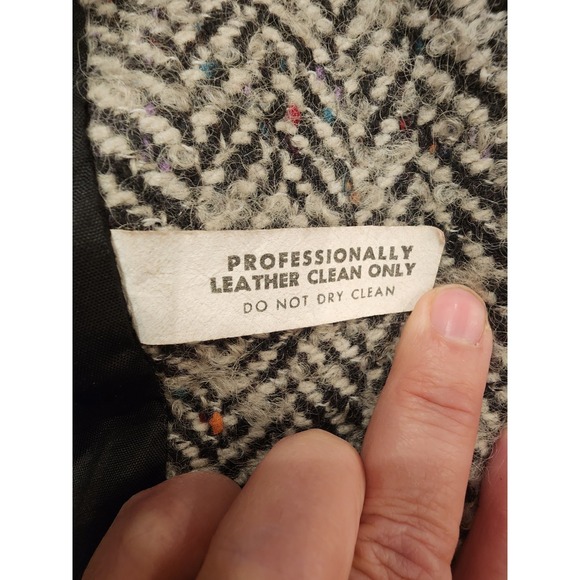 PROFESSIONALLY
LEATHER CLEAN ONLY
DO NOT DRY CLEAN